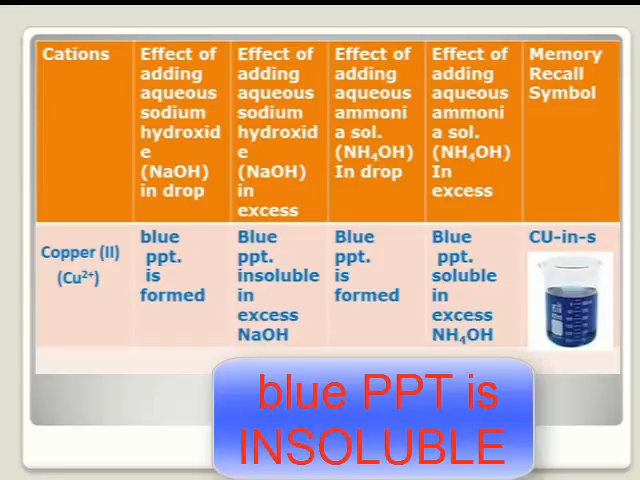 Cations
Effect of
adding
aqueous
sodium
hydroxid
e
(NaOH)
in drop
Effect of
adding
aqueous
sodium
hydroxid
e
(NaOH)
in
excess
Effect of
adding
aqueous
ammoni
a sol.
(NH₄OH)
In drop
Effect of
adding
aqueous
ammoni
a sol.
(NH₄OH)
In
excess
Memory
Recall
Symbol
Copper (II)
(Cu²⁺)
blue
ppt.
is
formed
Blue
ppt.
insoluble
in
excess
NaOH
Blue
ppt.
is
formed
Blue
ppt.
soluble
in
excess
NH₄OH
CU-in-s
blue PPT is
INSOLUBLE